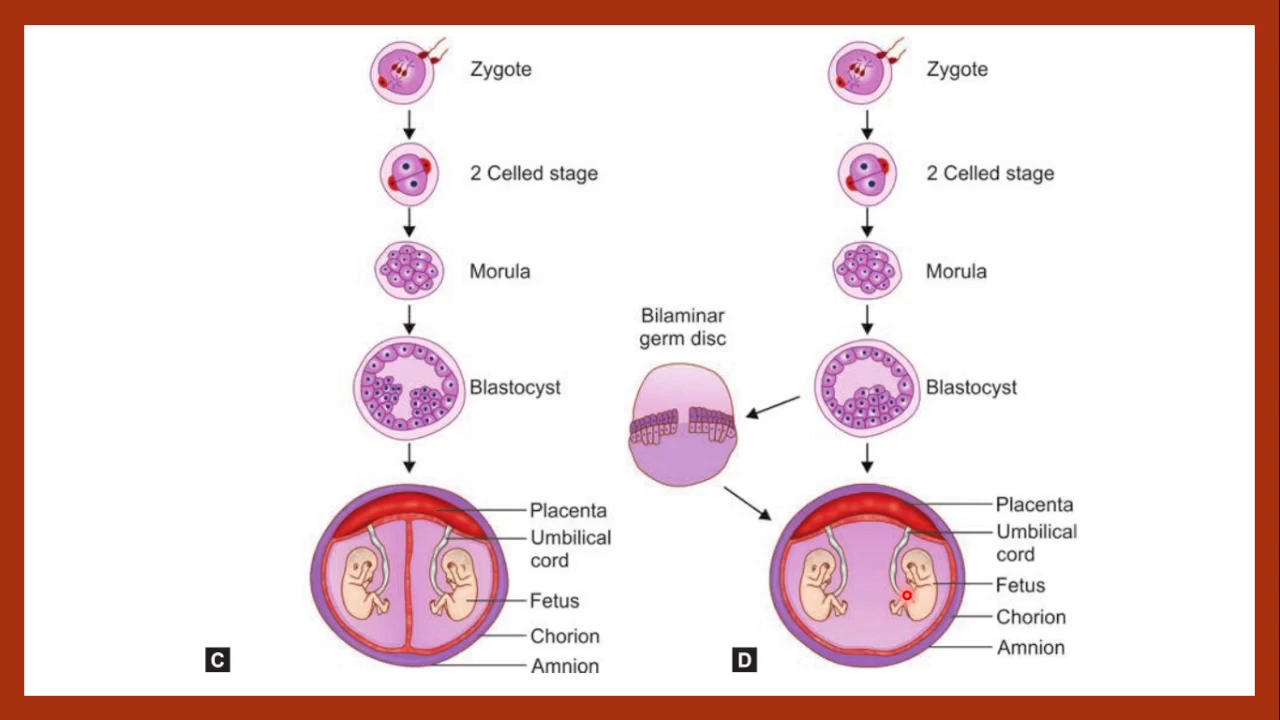 Zygote
2 Celled stage
Morula
Blastocyst
Placenta
Umbilical
cord
Fetus
Chorion
Amnion
C
Zygote
2 Celled stage
Morula
Bilaminar
germ disc
Blastocyst
Placenta
Umbilical
cord
Fetus
Chorion
Amnion
D